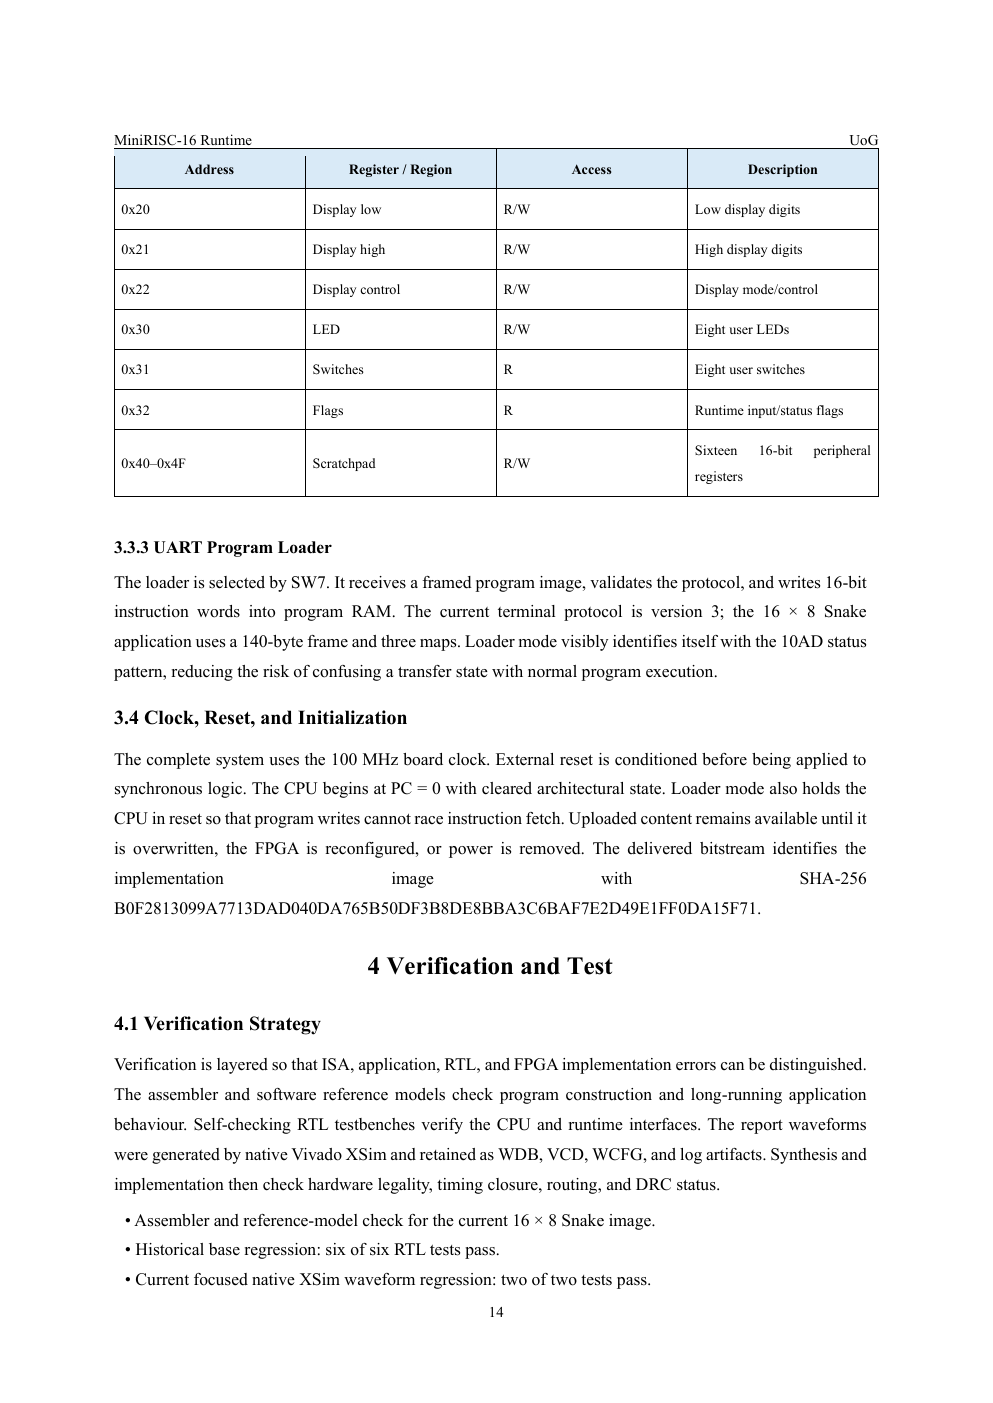 MiniRISC-16 Runtime UoG
Address Register / Region Access Description
0x20 Display low R/W Low display digits
0x21 Display high R/W High display digits
0x22 Display control R/W Display mode/control
0x30 LED R/W Eight user LEDs
0x31 Switches R Eight user switches
0x32 Flags R Runtime input/status flags
0x40–0x4F Scratchpad R/W Sixteen 16-bit peripheral
registers
3.3.3 UART Program Loader
The loader is selected by SW7. It receives a framed program image, validates the protocol, and writes 16-bit
instruction words into program RAM. The current terminal protocol is version 3; the 16 × 8 Snake
application uses a 140-byte frame and three maps. Loader mode visibly identifies itself with the 10AD status
pattern, reducing the risk of confusing a transfer state with normal program execution.
3.4 Clock, Reset, and Initialization
The complete system uses the 100 MHz board clock. External reset is conditioned before being applied to
synchronous logic. The CPU begins at PC = 0 with cleared architectural state. Loader mode also holds the
CPU in reset so that program writes cannot race instruction fetch. Uploaded content remains available until it
is overwritten, the FPGA is reconfigured, or power is removed. The delivered bitstream identifies the
implementation image with SHA-256
B0F2813099A7713DAD040DA765B50DF3B8DE8BBA3C6BAF7E2D49E1FF0DA15F71.
4 Verification and Test
4.1 Verification Strategy
Verification is layered so that ISA, application, RTL, and FPGA implementation errors can be distinguished.
The assembler and software reference models check program construction and long-running application
behaviour. Self-checking RTL testbenches verify the CPU and runtime interfaces. The report waveforms
were generated by native Vivado XSim and retained as WDB, VCD, WCFG, and log artifacts. Synthesis and
implementation then check hardware legality, timing closure, routing, and DRC status.
• Assembler and reference-model check for the current 16 × 8 Snake image.
• Historical base regression: six of six RTL tests pass.
• Current focused native XSim waveform regression: two of two tests pass.
14